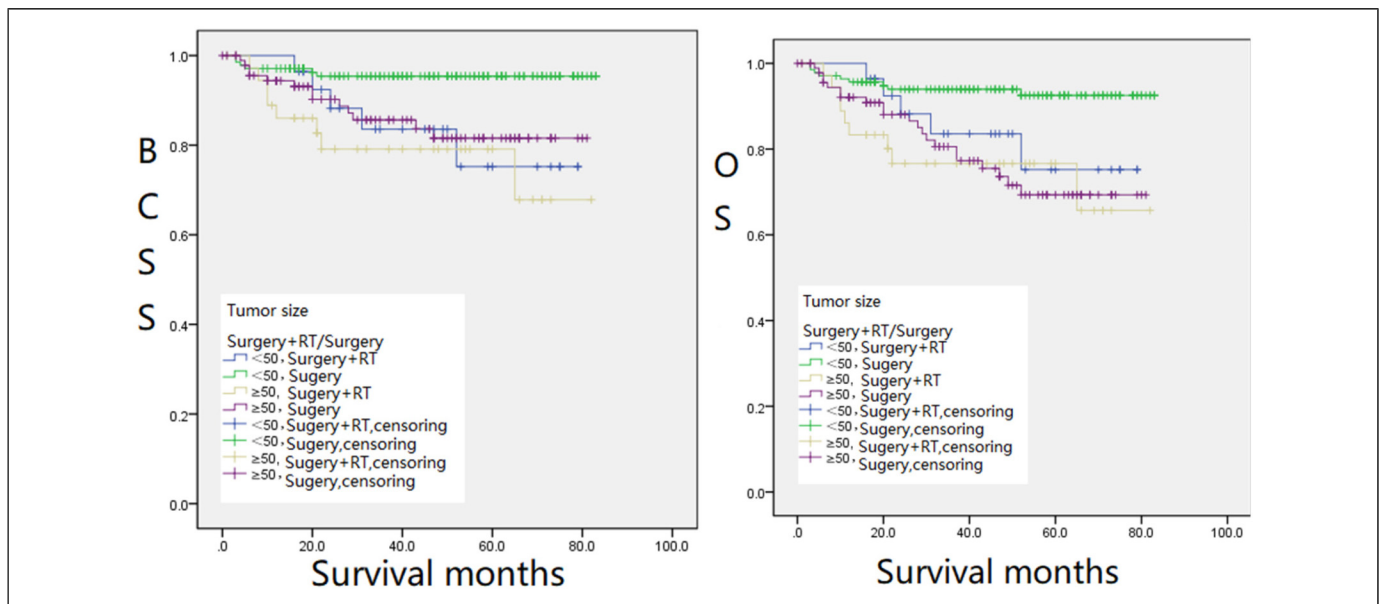 B
C
S
S
1.0
0.8
0.6
0.4
0.2
0.0
Tumor size
Surgery+RT/Surgery
<50, Surgery+RT
<50, Sugery
≥50, Sugery+RT
≥50, Sugery
<50, Sugery+RT,censoring
<50, Sugery,censoring
≥50, Sugery+RT,censoring
≥50, Sugery,censoring
.0 20.0 40.0 60.0 80.0 100.0
Survival months
O
S
1.0
0.8
0.6
0.4
0.2
0.0
Tumor size
Surgery+RT/Surgery
<50, Surgery+RT
<50, Sugery
≥50, Sugery+RT
≥50, Sugery
<50, Sugery+RT,censoring
<50, Sugery,censoring
≥50, Sugery+RT,censoring
≥50, Sugery,censoring
.0 20.0 40.0 60.0 80.0 100.0
Survival months